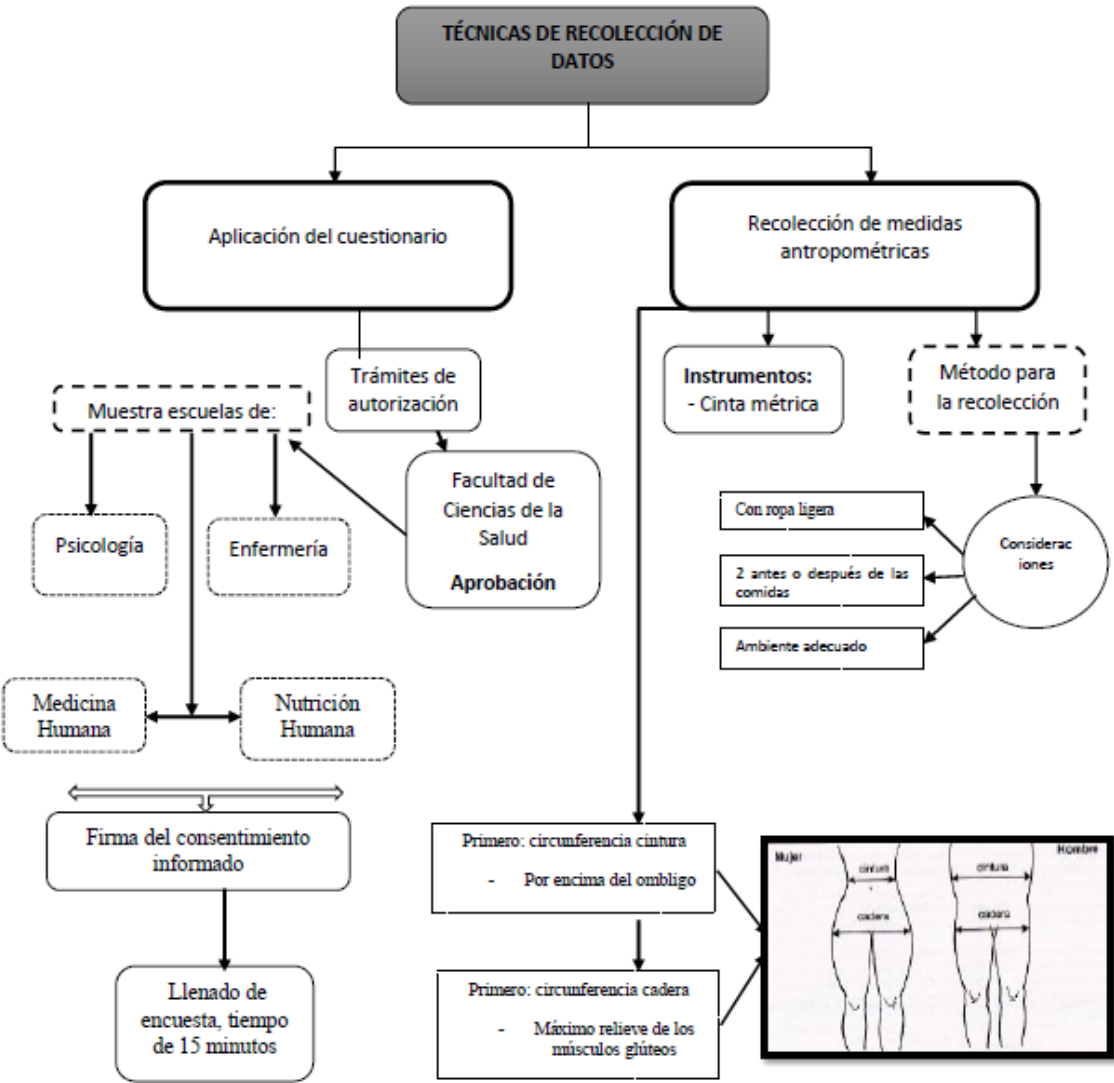 TÉCNICAS DE RECOLECCIÓN DE
DATOS
Aplicación del cuestionario
Recolección de medidas
antropométricas
Trámites de
autorización
Instrumentos:
- Cinta métrica
Método para
la recolección
Muestra escuelas de:
Facultad de
Ciencias de la
Salud
Aprobación
Psicología
Enfermería
Con ropa ligera
2 antes o después de las
comidas
Ambiente adecuado
Considerac
iones
Medicina
Humana
Nutrición
Humana
Firma del consentimiento
informado
Llenado de
encuesta, tiempo
de 15 minutos
Primero: circunferencia cintura
- Por encima del ombligo
Primero: circunferencia cadera
- Máximo relieve de los
músculos glúteos
Mujer
Hombre
cintura
cintura
cadera
cadera